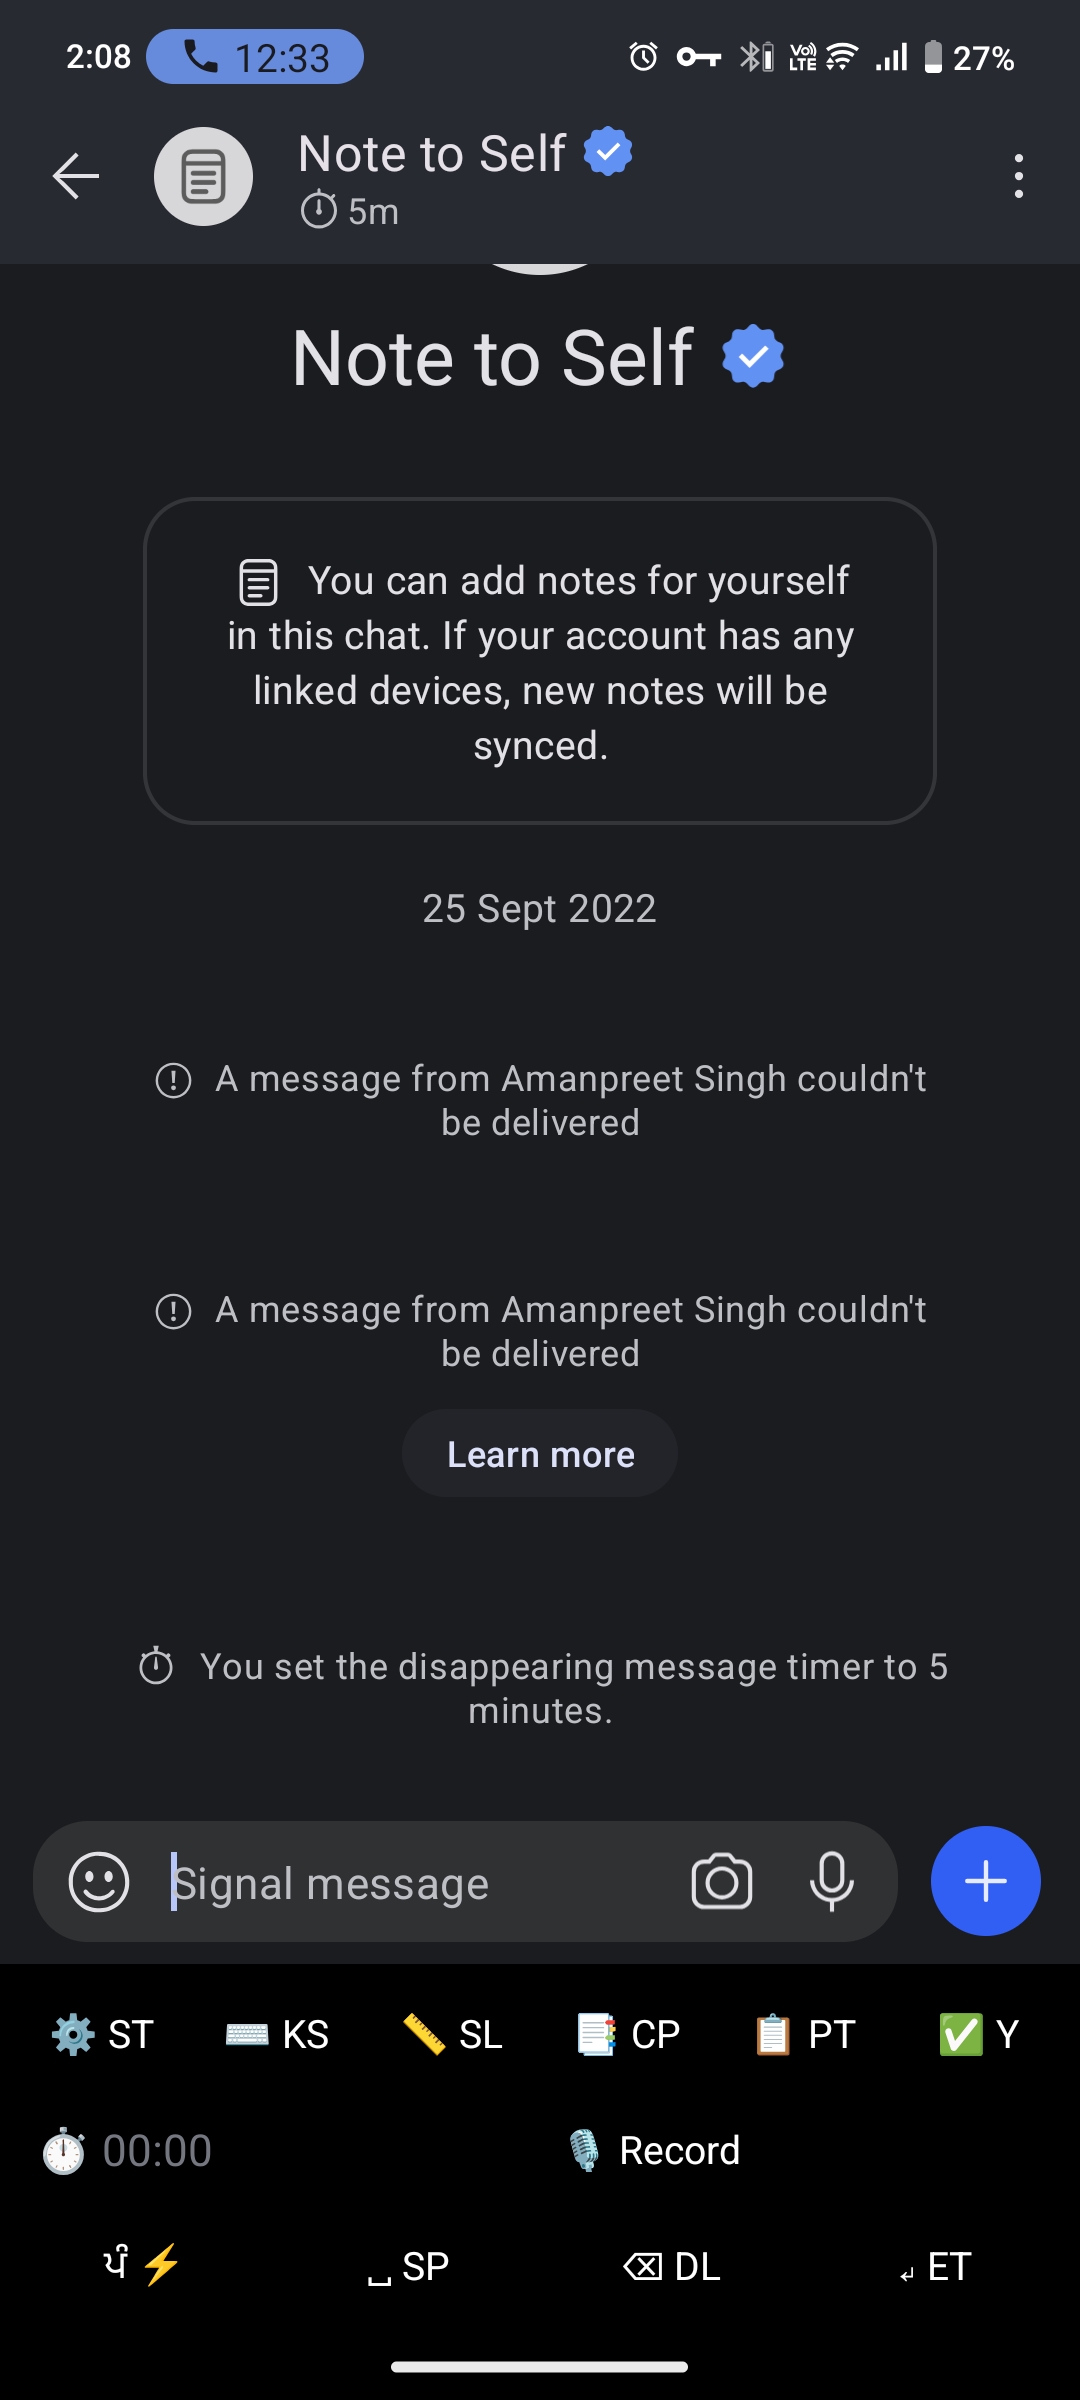 2:08 12:33 27%
Note to Self
5m
Note to Self
You can add notes for yourself
in this chat. If your account has any
linked devices, new notes will be
synced.
25 Sept 2022
A message from Amanpreet Singh couldn't
be delivered
A message from Amanpreet Singh couldn't
be delivered
Learn more
You set the disappearing message timer to 5
minutes.
Signal message
⚙️ ST ⌨️ KS 📏 SL 📑 CP 📋 PT ✅ Y
⏱️ 00:00 🎙️ Record
ਪੰ ⚡ ␣ SP ⌫ DL ↲ ET